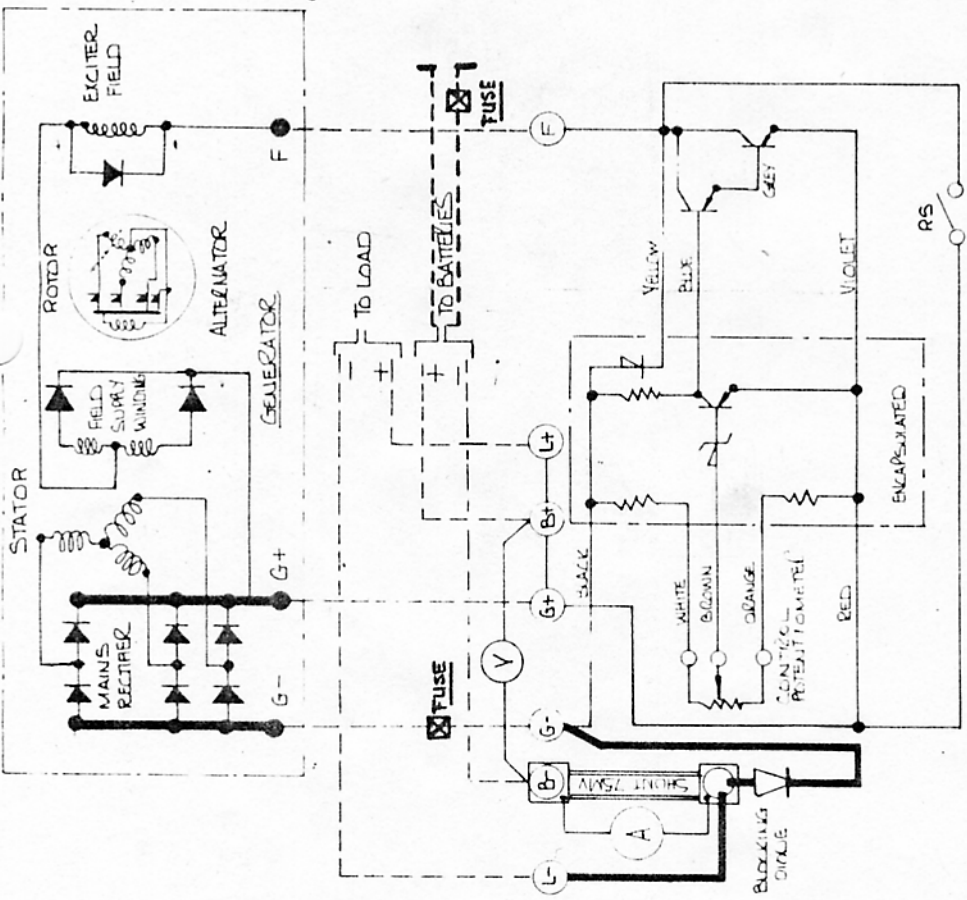 EXCITER
FIELD
F
ROTOR
ALTERNATOR
GENERATOR
FIELD
SUPPLY
WINDING
STATOR
G+
MAINS
RECTIFIER
G-
FUSE
TO BATTERIES
TO LOAD
-
+
+
-
FUSE
F
L+
B+
G+
V
G-
B-
SHUNT 75MV
A
L-
BLOCKING
DIODE
YELLOW
BLUE
GREY
VIOLET
RS
BLACK
WHITE
BROWN
ORANGE
CONTROL
POTENTIOMETER
RED
ENCAPSULATED